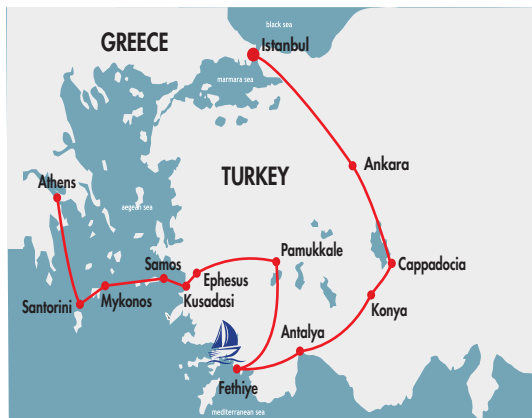 black sea
GREECE
Istanbul
marmara sea
Ankara
TURKEY
Athens
aegean sea
Pamukkale
Samos
Cappadocia
Ephesus
Mykonos
Kusadasi
Santorini
Konya
Antalya
Fethiye
mediterranean sea